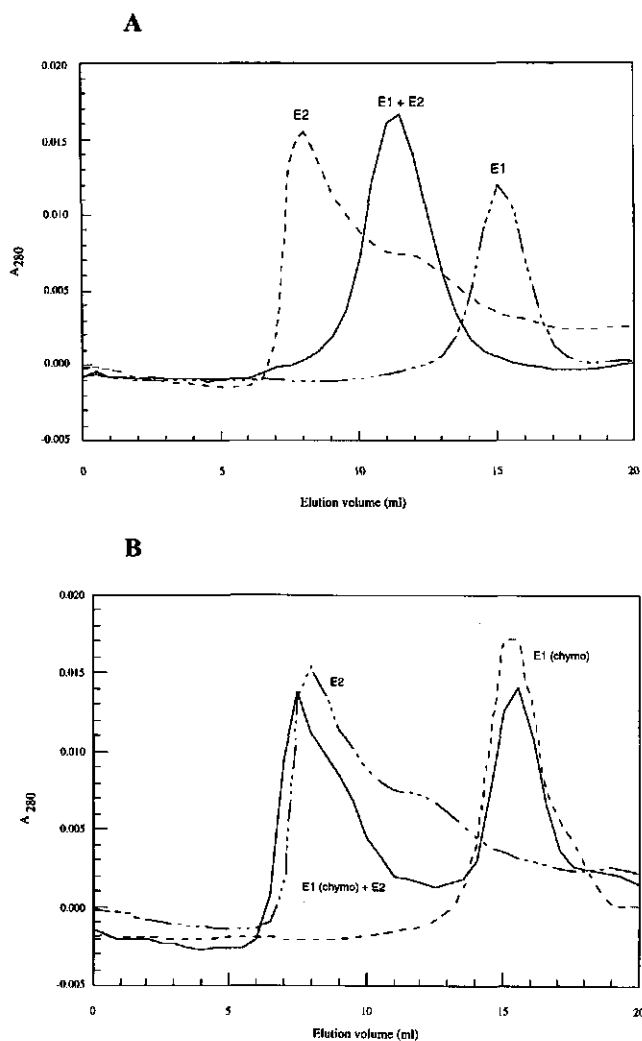 A
0.020
E2
E1 + E2
0.015
E1
0.010
A280
0.005
0.000
-0.005
0
5
10
15
20
Elution volume (ml)
B
0.020
E1 (chymo)
0.015
E2
0.010
A280
0.005
E1 (chymo) + E2
0.000
-0.005
0
5
10
15
20
Elution volume (ml)